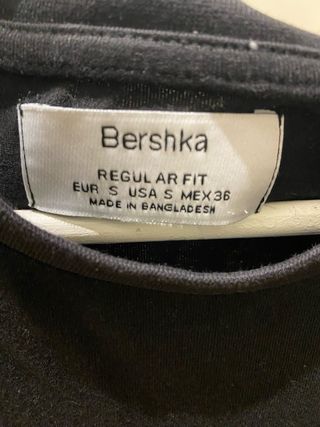 Bershka
REGULAR FIT
EUR S USA S MEX 36
MADE IN BANGLADESH